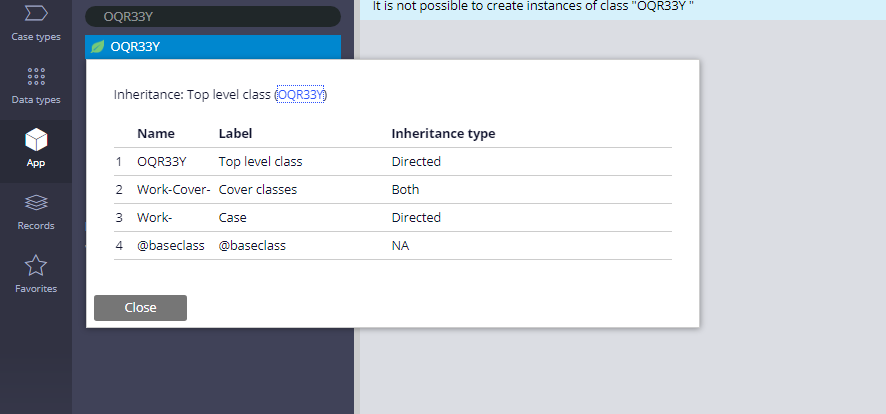 Case types
Data types
App
Records
Favorites
OQR33Y
OQR33Y
It is not possible to create instances of class "OQR33Y "
Inheritance: Top level class (OQR33Y)
Name Label Inheritance type
1 OQR33Y Top level class Directed
2 Work-Cover- Cover classes Both
3 Work- Case Directed
4 @baseclass @baseclass NA
Close